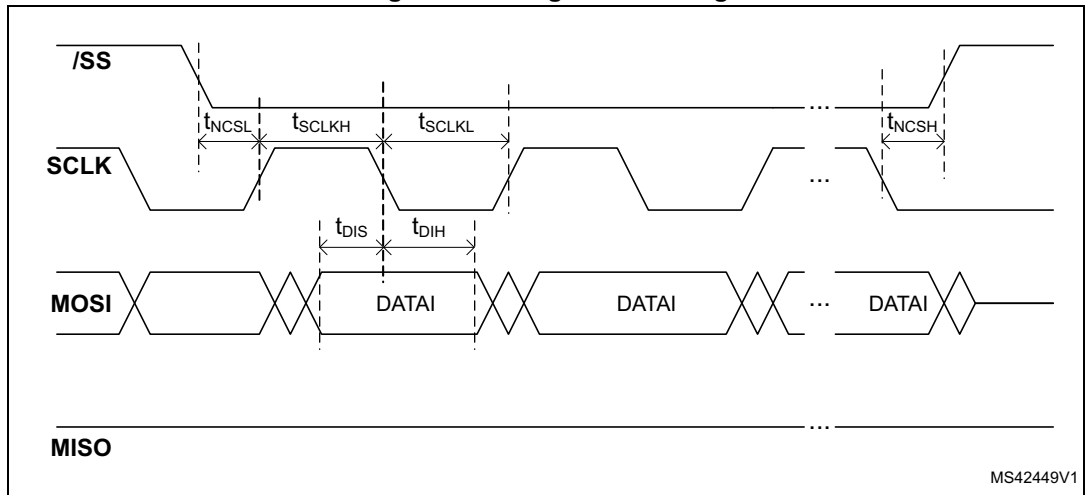 /SS
...
tNCSL tSCLKH tSCLKL tNCSH
SCLK
...
tDIS tDIH
MOSI DATAI DATAI ... DATAI
...
MISO
MS42449V1